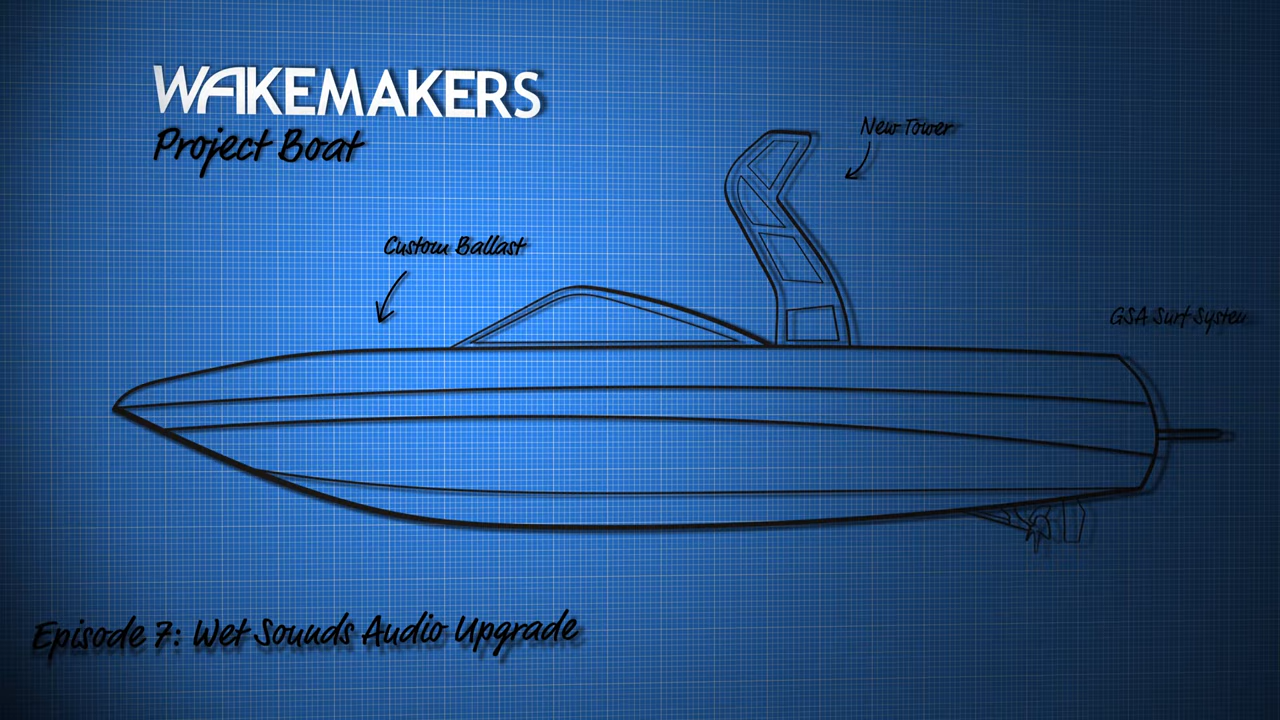 WAKEMAKERS
Project Boat
New Tower
Custom Ballast
GSA Surf System
Episode 7: Wet Sounds Audio Upgrade